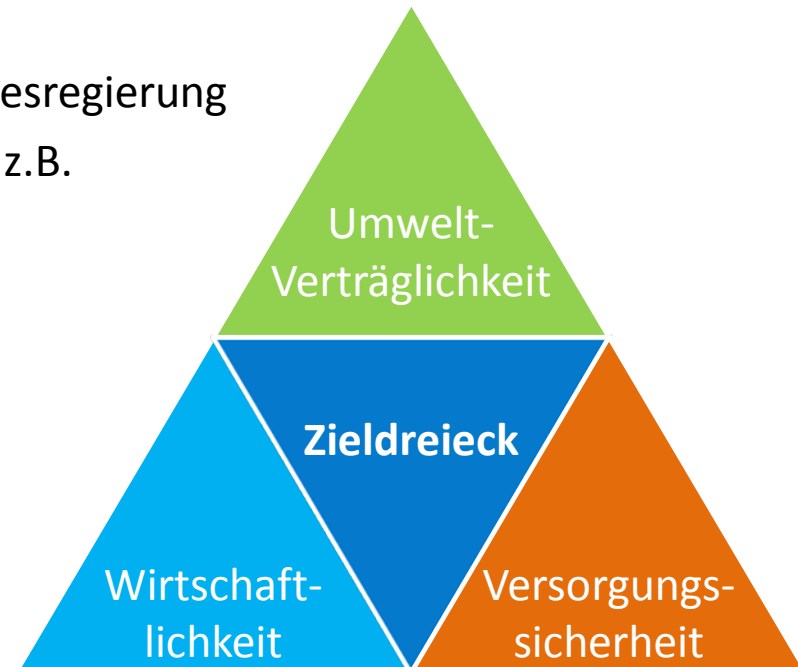 esregierung
z.B.
Umwelt-
Verträglichkeit
Zieldreieck
Wirtschaft-
lichkeit
Versorgungs-
sicherheit